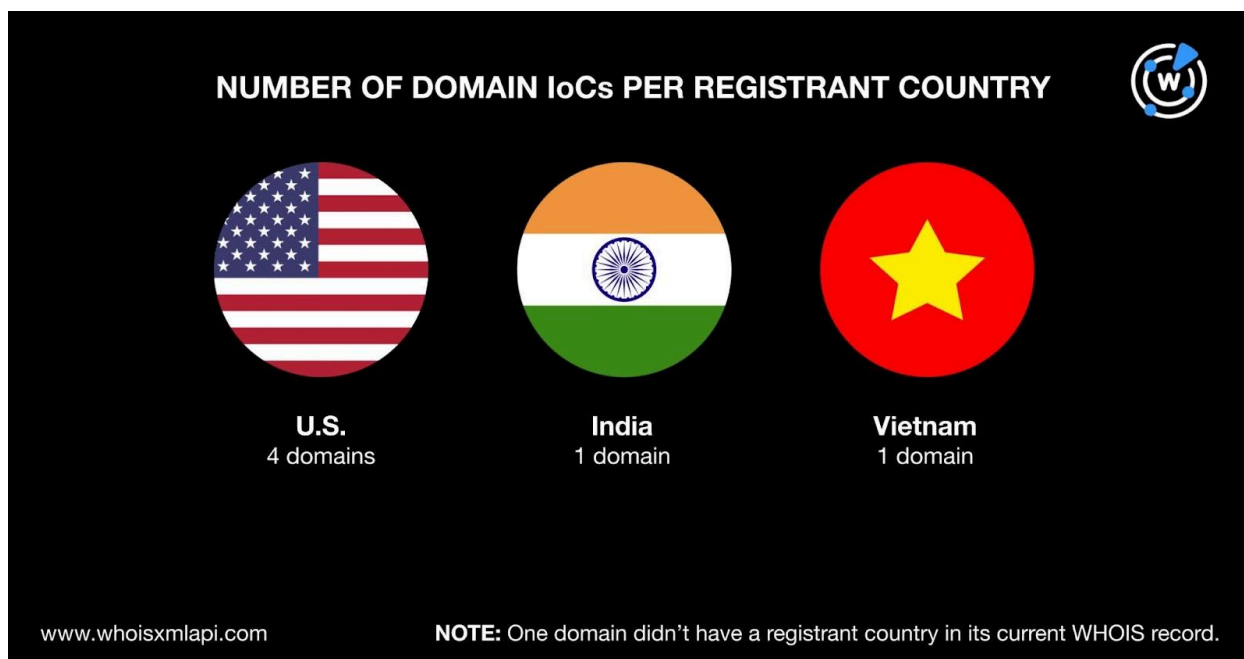 NUMBER OF DOMAIN IoCs PER REGISTRANT COUNTRY
W
U.S.
4 domains
India
1 domain
Vietnam
1 domain
www.whoisxmlapi.com
NOTE: One domain didn’t have a registrant country in its current WHOIS record.